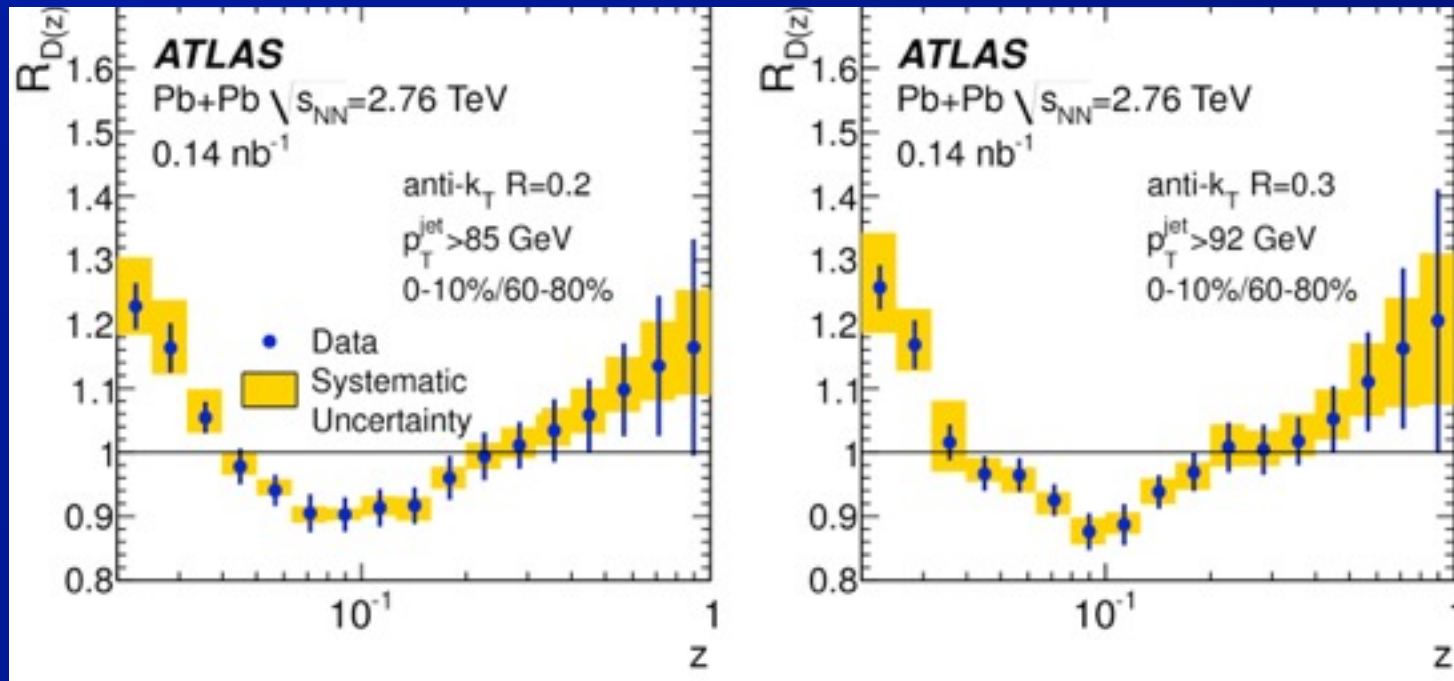 R_D(z)
ATLAS
Pb+Pb √s_NN=2.76 TeV
0.14 nb⁻¹
anti-k_T R=0.2
p_T^jet>85 GeV
0-10%/60-80%
Data
Systematic
Uncertainty
1.6
1.5
1.4
1.3
1.2
1.1
1
0.9
0.8
10⁻¹
1
z
R_D(z)
ATLAS
Pb+Pb √s_NN=2.76 TeV
0.14 nb⁻¹
anti-k_T R=0.3
p_T^jet>92 GeV
0-10%/60-80%
1.6
1.5
1.4
1.3
1.2
1.1
1
0.9
0.8
10⁻¹
z